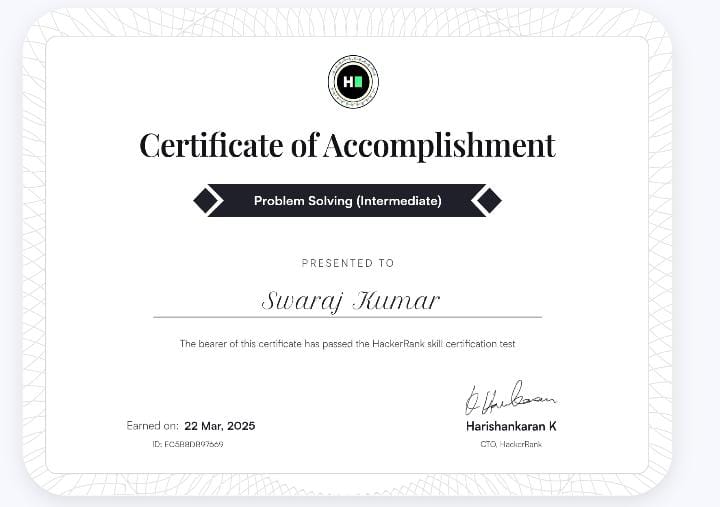 H
Certificate of Accomplishment
Problem Solving (Intermediate)
PRESENTED TO
Swaraj Kumar
The bearer of this certificate has passed the HackerRank skill certification test
Earned on: 22 Mar, 2025
Harishankaran K
ID: EC5B8DB97669
CTO, HackerRank